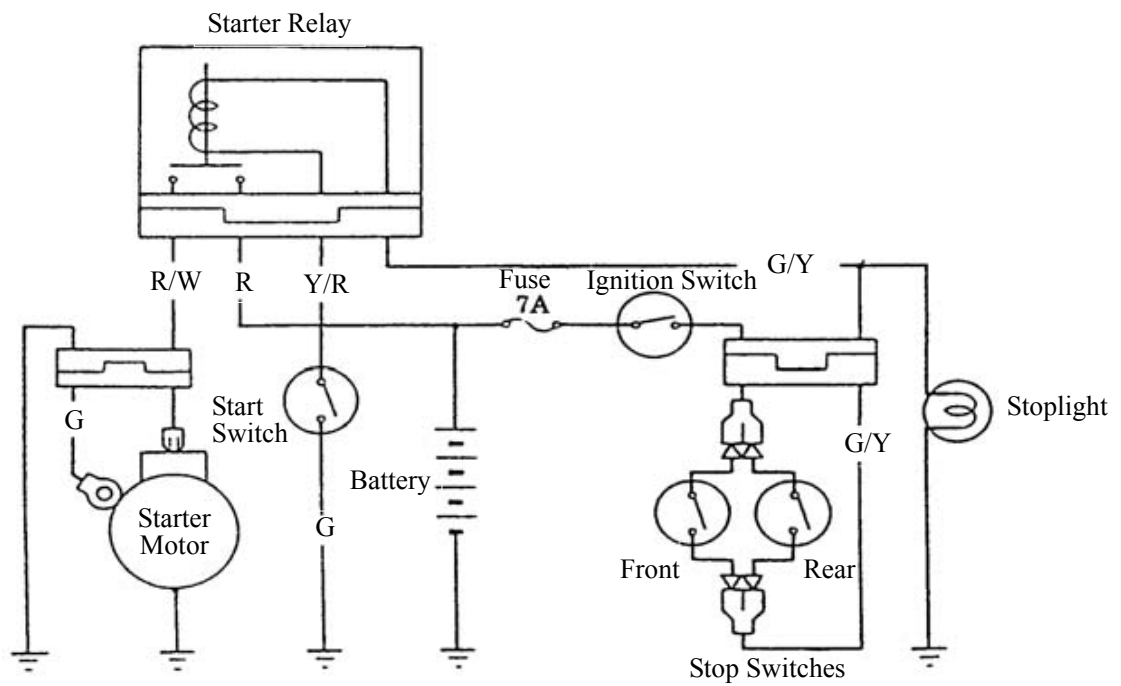 Starter Relay
R/W
R
Y/R
G/Y
Fuse
7A
Ignition Switch
G
Start
Switch
Battery
G
Starter
Motor
G/Y
Stoplight
Front
Rear
Stop Switches